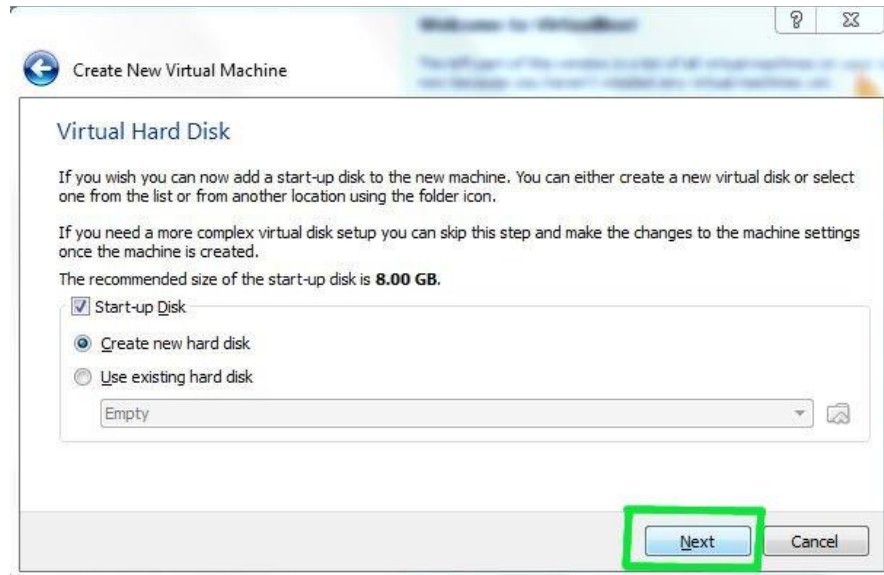 Welcome to VirtualBox!
Create New Virtual Machine
Virtual Hard Disk
If you wish you can now add a start-up disk to the new machine. You can either create a new virtual disk or select
one from the list or from another location using the folder icon.
If you need a more complex virtual disk setup you can skip this step and make the changes to the machine settings
once the machine is created.
The recommended size of the start-up disk is 8.00 GB.
Start-up Disk
Create new hard disk
Use existing hard disk
Empty
Next Cancel